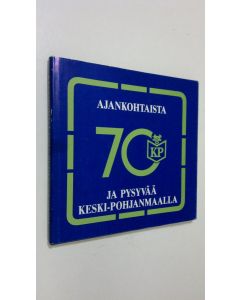 AJANKOHTAISTA
70
KP
JA PYSYVÄÄ
KESKI-POHJANMAALLA